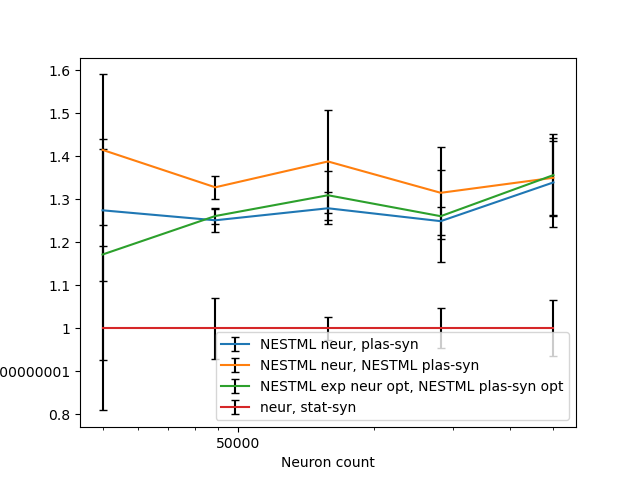 1.6
1.5
1.4
1.3
1.2
1.1
1
00000001
0.8
NESTML neur, plas-syn
NESTML neur, NESTML plas-syn
NESTML exp neur opt, NESTML plas-syn opt
neur, stat-syn
50000
Neuron count